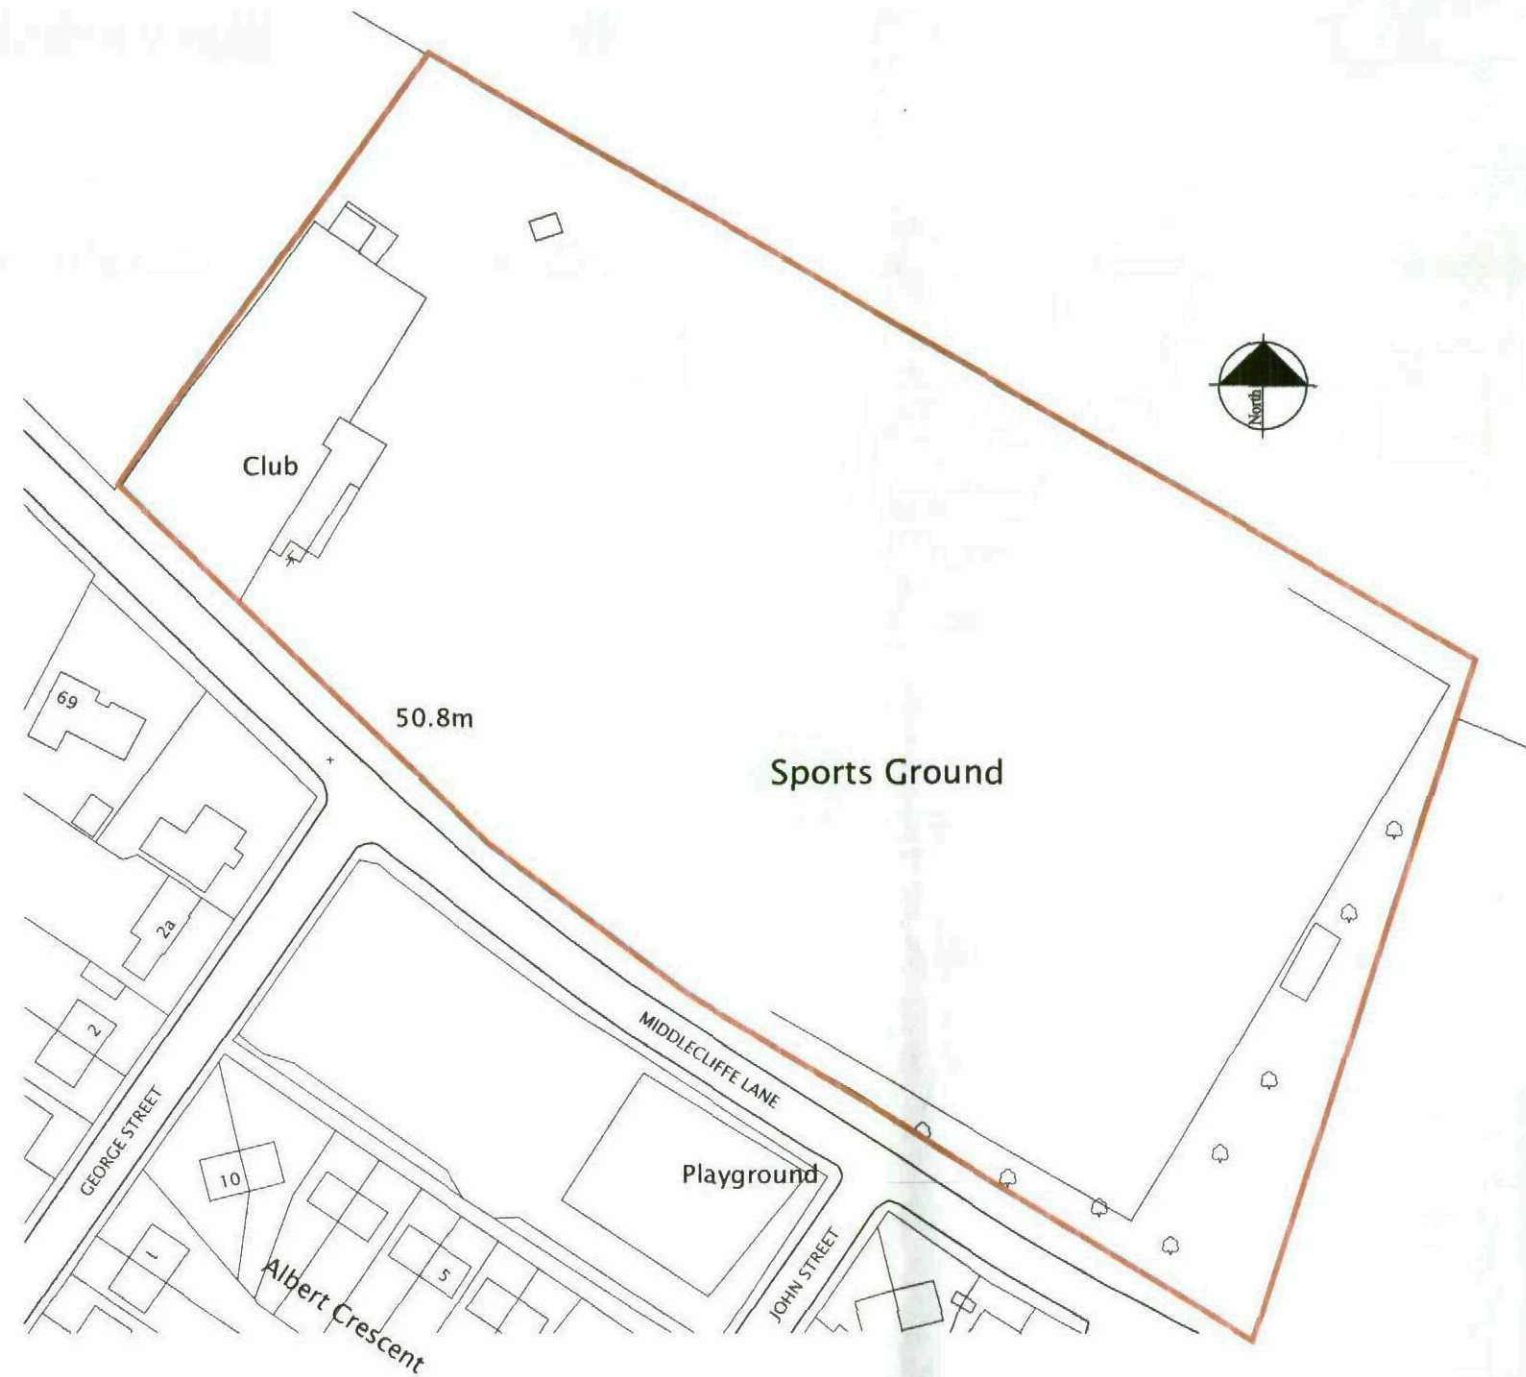 North
Club
69
50.8m
Sports Ground
2a
2
MIDDLECLIFFE LANE
GEORGE STREET
Playground
10
1
5
Albert Crescent
JOHN STREET